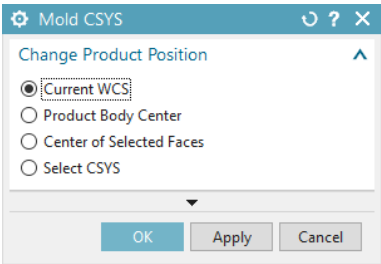 Mold CSYS ?
Change Product Position
Current WCS
Product Body Center
Center of Selected Faces
Select CSYS
OK Apply Cancel